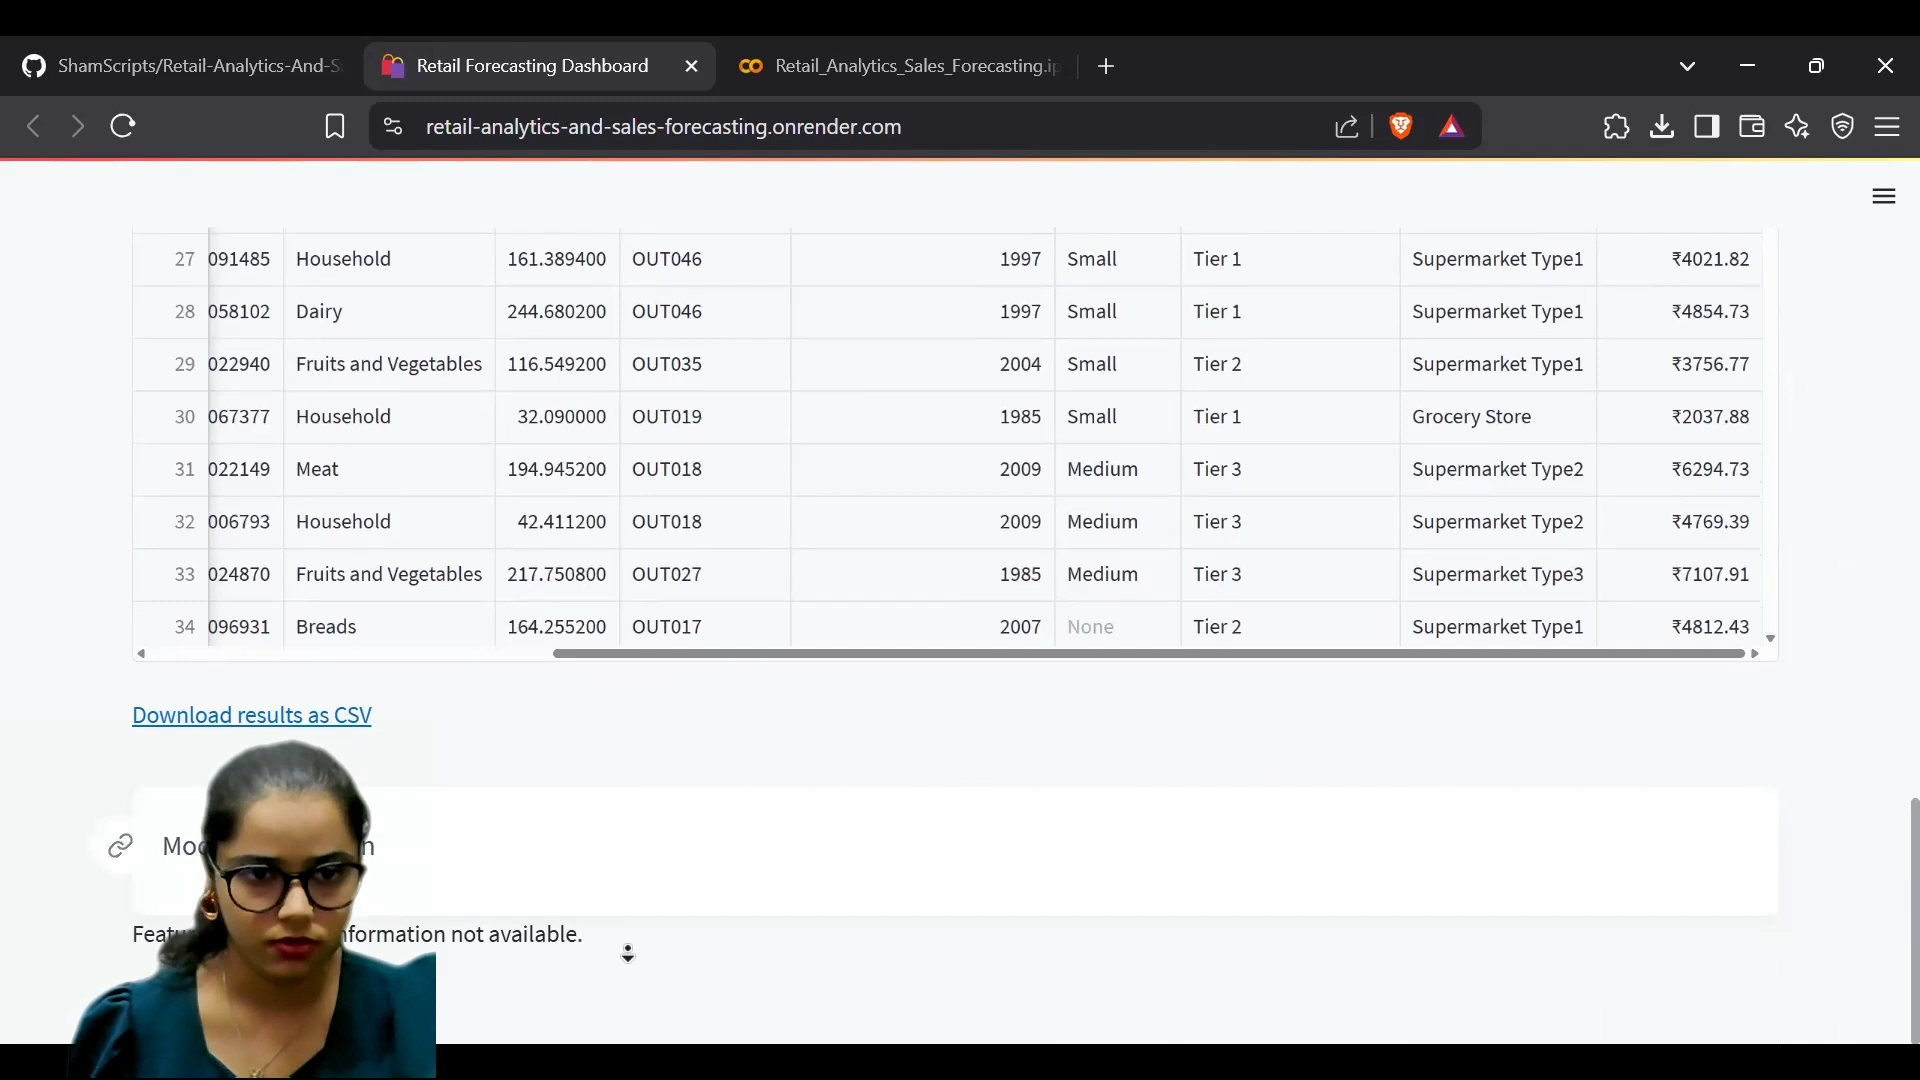 ShamScripts/Retail-Analytics-And-S
Retail Forecasting Dashboard
Retail_Analytics_Sales_Forecasting.ip
retail-analytics-and-sales-forecasting.onrender.com
27 091485 Household 161.389400 OUT046 1997 Small Tier 1 Supermarket Type1 ₹4021.82
28 058102 Dairy 244.680200 OUT046 1997 Small Tier 1 Supermarket Type1 ₹4854.73
29 022940 Fruits and Vegetables 116.549200 OUT035 2004 Small Tier 2 Supermarket Type1 ₹3756.77
30 067377 Household 32.090000 OUT019 1985 Small Tier 1 Grocery Store ₹2037.88
31 022149 Meat 194.945200 OUT018 2009 Medium Tier 3 Supermarket Type2 ₹6294.73
32 006793 Household 42.411200 OUT018 2009 Medium Tier 3 Supermarket Type2 ₹4769.39
33 024870 Fruits and Vegetables 217.750800 OUT027 1985 Medium Tier 3 Supermarket Type3 ₹7107.91
34 096931 Breads 164.255200 OUT017 2007 None Tier 2 Supermarket Type1 ₹4812.43
Download results as CSV
not available.